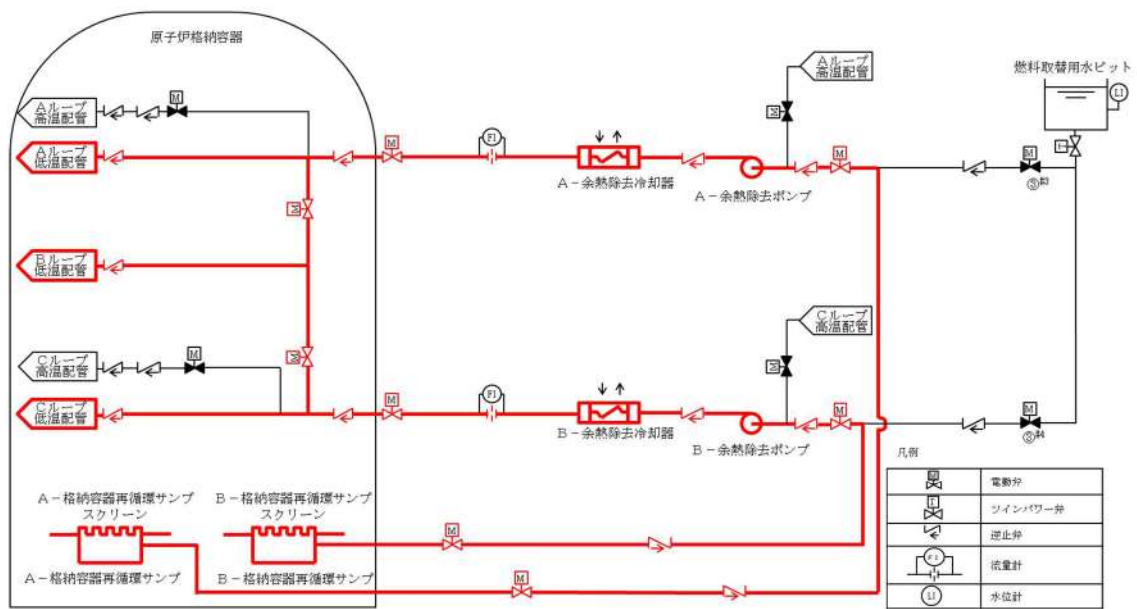 原子炉格納容器
Aループ
高温配管
燃料取替用水ピット
LI
Aループ
高温配管
M
M
T
FI
Aループ
低温配管
M
M
M
A-余熱除去冷却器
A-余熱除去ポンプ
M
Bループ
低温配管
M
Cループ
高温配管
Cループ
高温配管
M
M
FI
M
M
M
Cループ
低温配管
B-余熱除去冷却器
B-余熱除去ポンプ
凡例
M
電動弁
T
ツインパワー弁
逆止弁
FI
流量計
LI
水位計
A-格納容器再循環サンプ
スクリーン
B-格納容器再循環サンプ
スクリーン
M
A-格納容器再循環サンプ
B-格納容器再循環サンプ
M